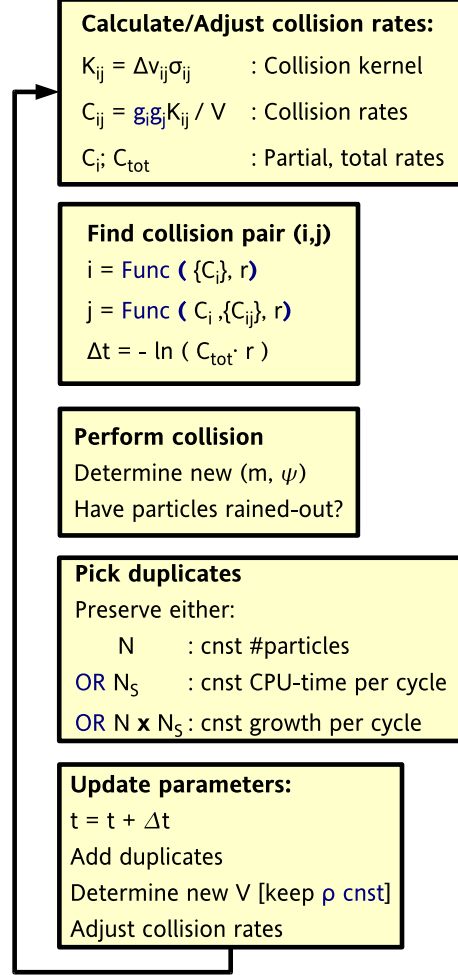 Calculate/Adjust collision rates:
Kij = Δvijσij : Collision kernel
Cij = gigjKij / V : Collision rates
Ci; Ctot : Partial, total rates
Find collision pair (i,j)
i = Func ( {Ci}, r)
j = Func ( Ci ,{Cij}, r)
Δt = - ln ( Ctot· r )
Perform collision
Determine new (m, ψ)
Have particles rained-out?
Pick duplicates
Preserve either:
N : cnst #particles
OR NS : cnst CPU-time per cycle
OR N x NS : cnst growth per cycle
Update parameters:
t = t + Δt
Add duplicates
Determine new V [keep ρ cnst]
Adjust collision rates